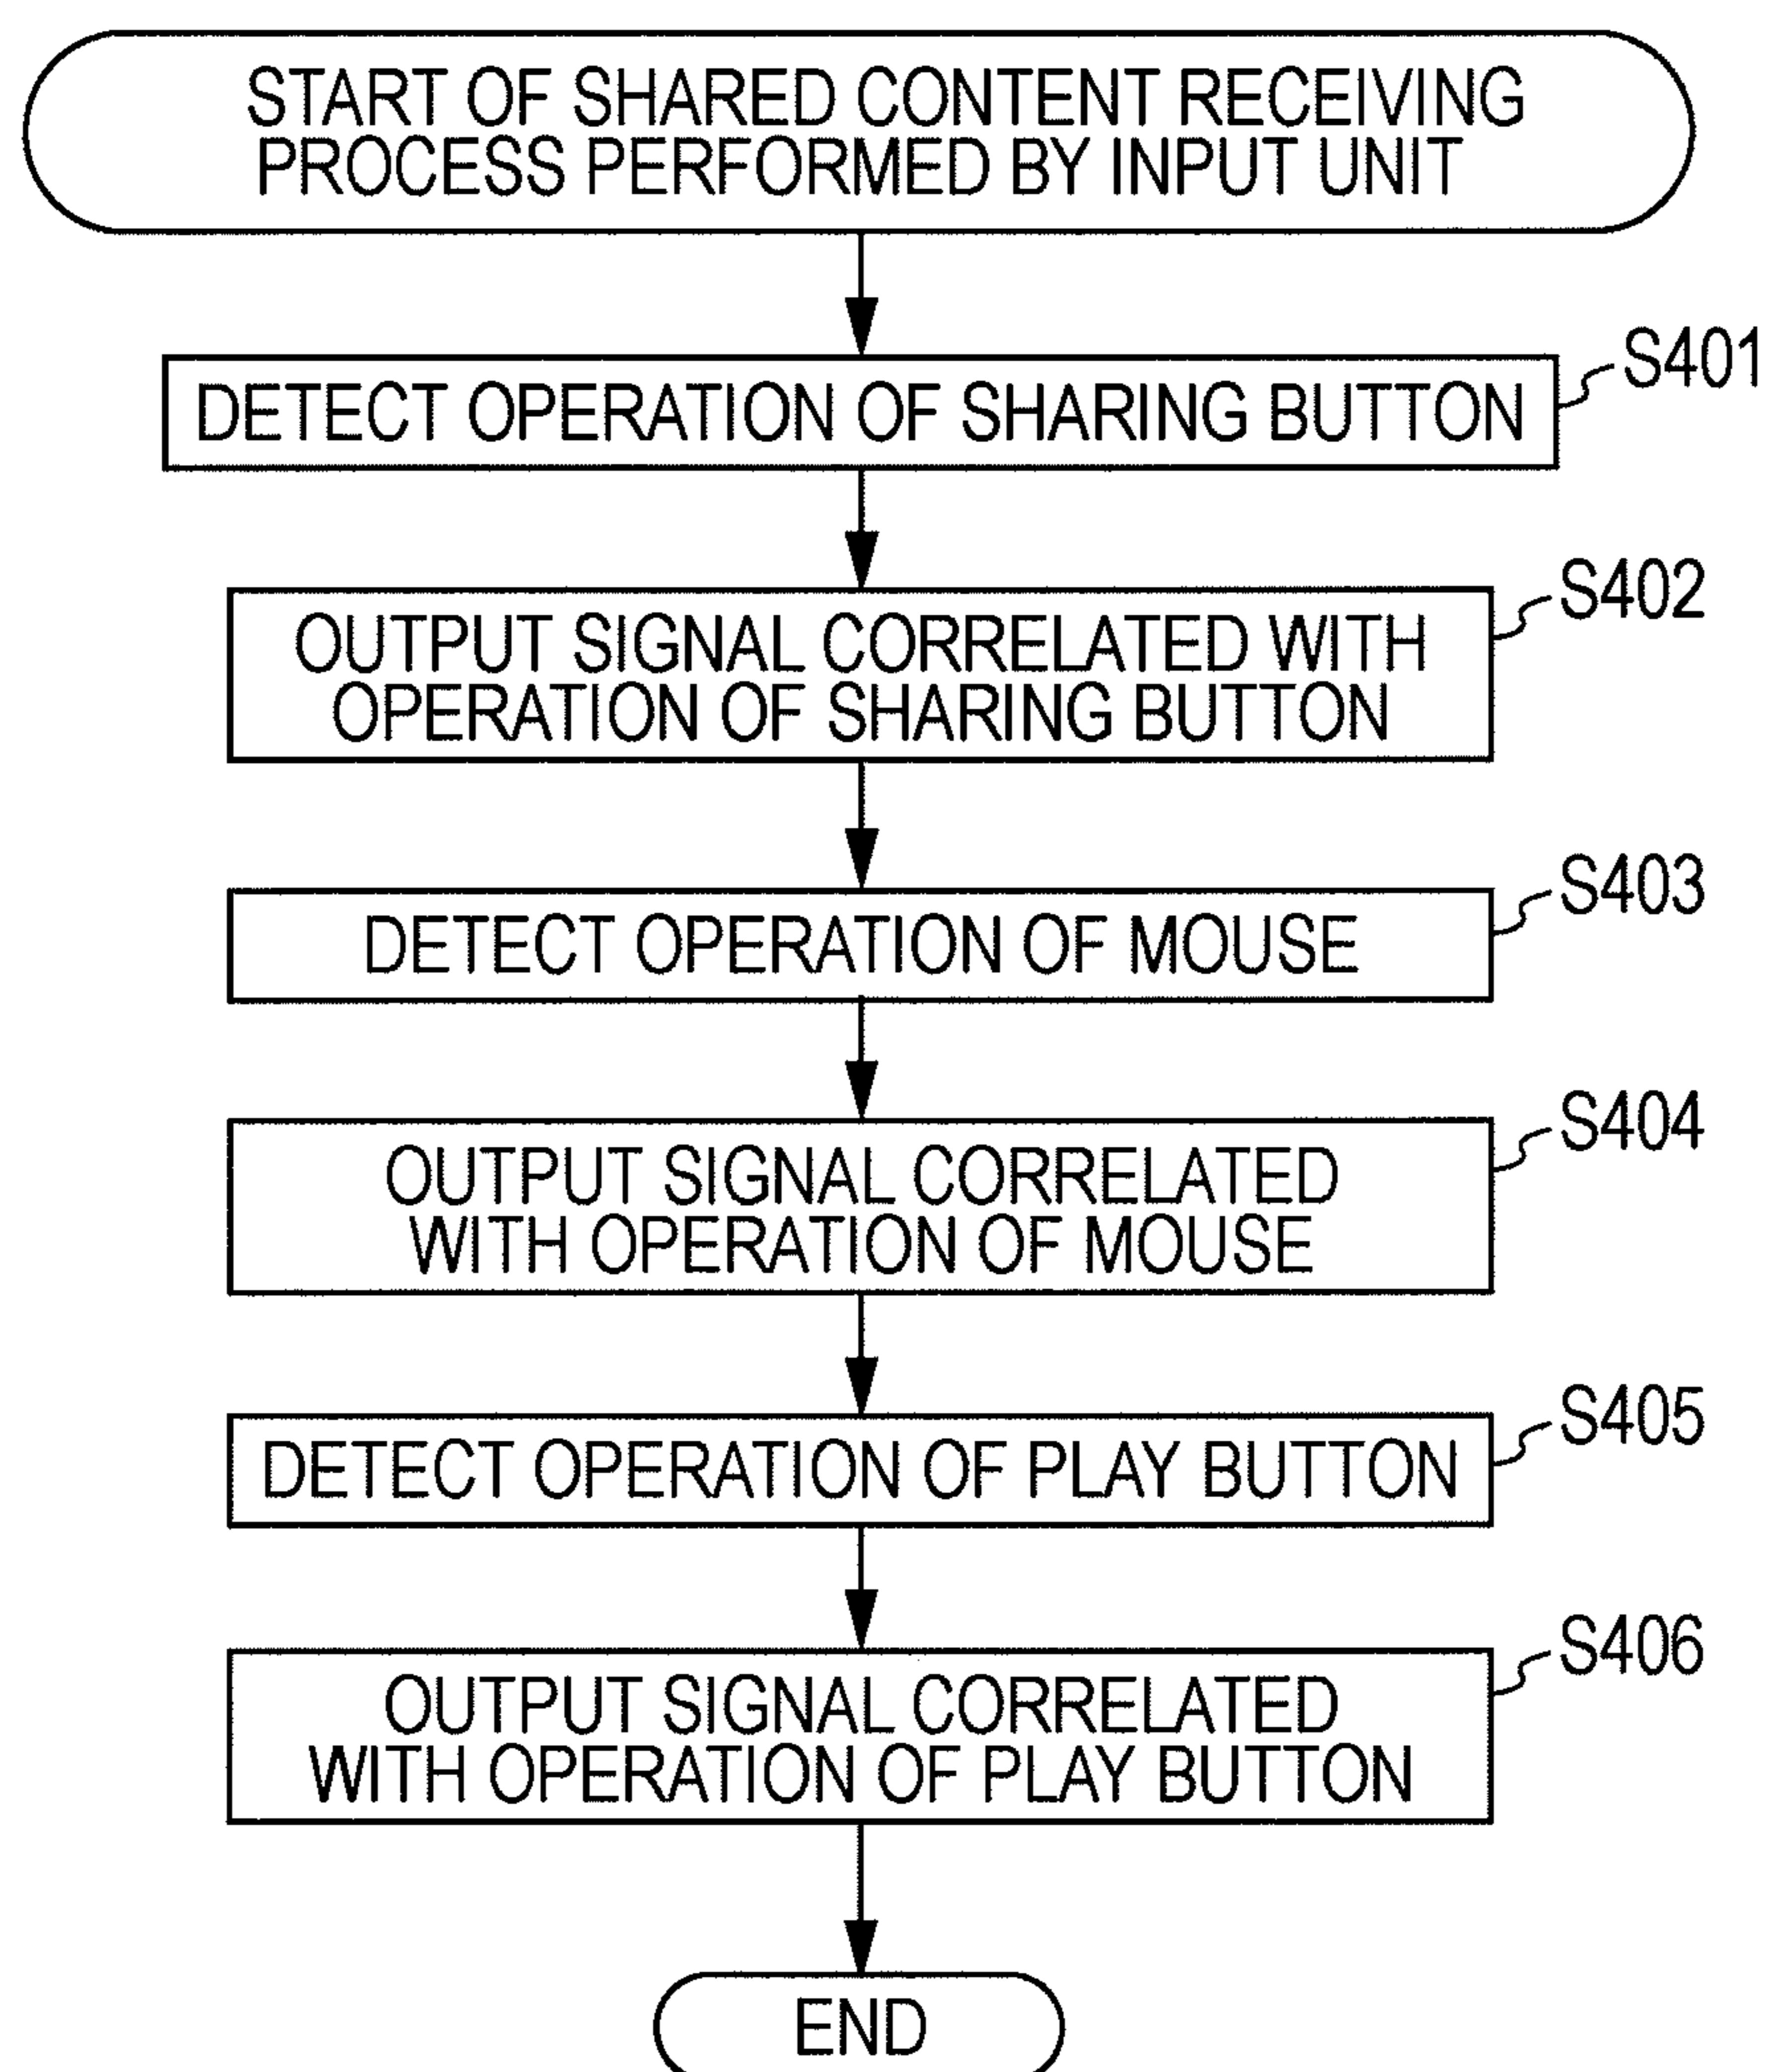 START OF SHARED CONTENT RECEIVING
PROCESS PERFORMED BY INPUT UNIT
S401
DETECT OPERATION OF SHARING BUTTON
S402
OUTPUT SIGNAL CORRELATED WITH
OPERATION OF SHARING BUTTON
S403
DETECT OPERATION OF MOUSE
S404
OUTPUT SIGNAL CORRELATED
WITH OPERATION OF MOUSE
S405
DETECT OPERATION OF PLAY BUTTON
S406
OUTPUT SIGNAL CORRELATED
WITH OPERATION OF PLAY BUTTON
END